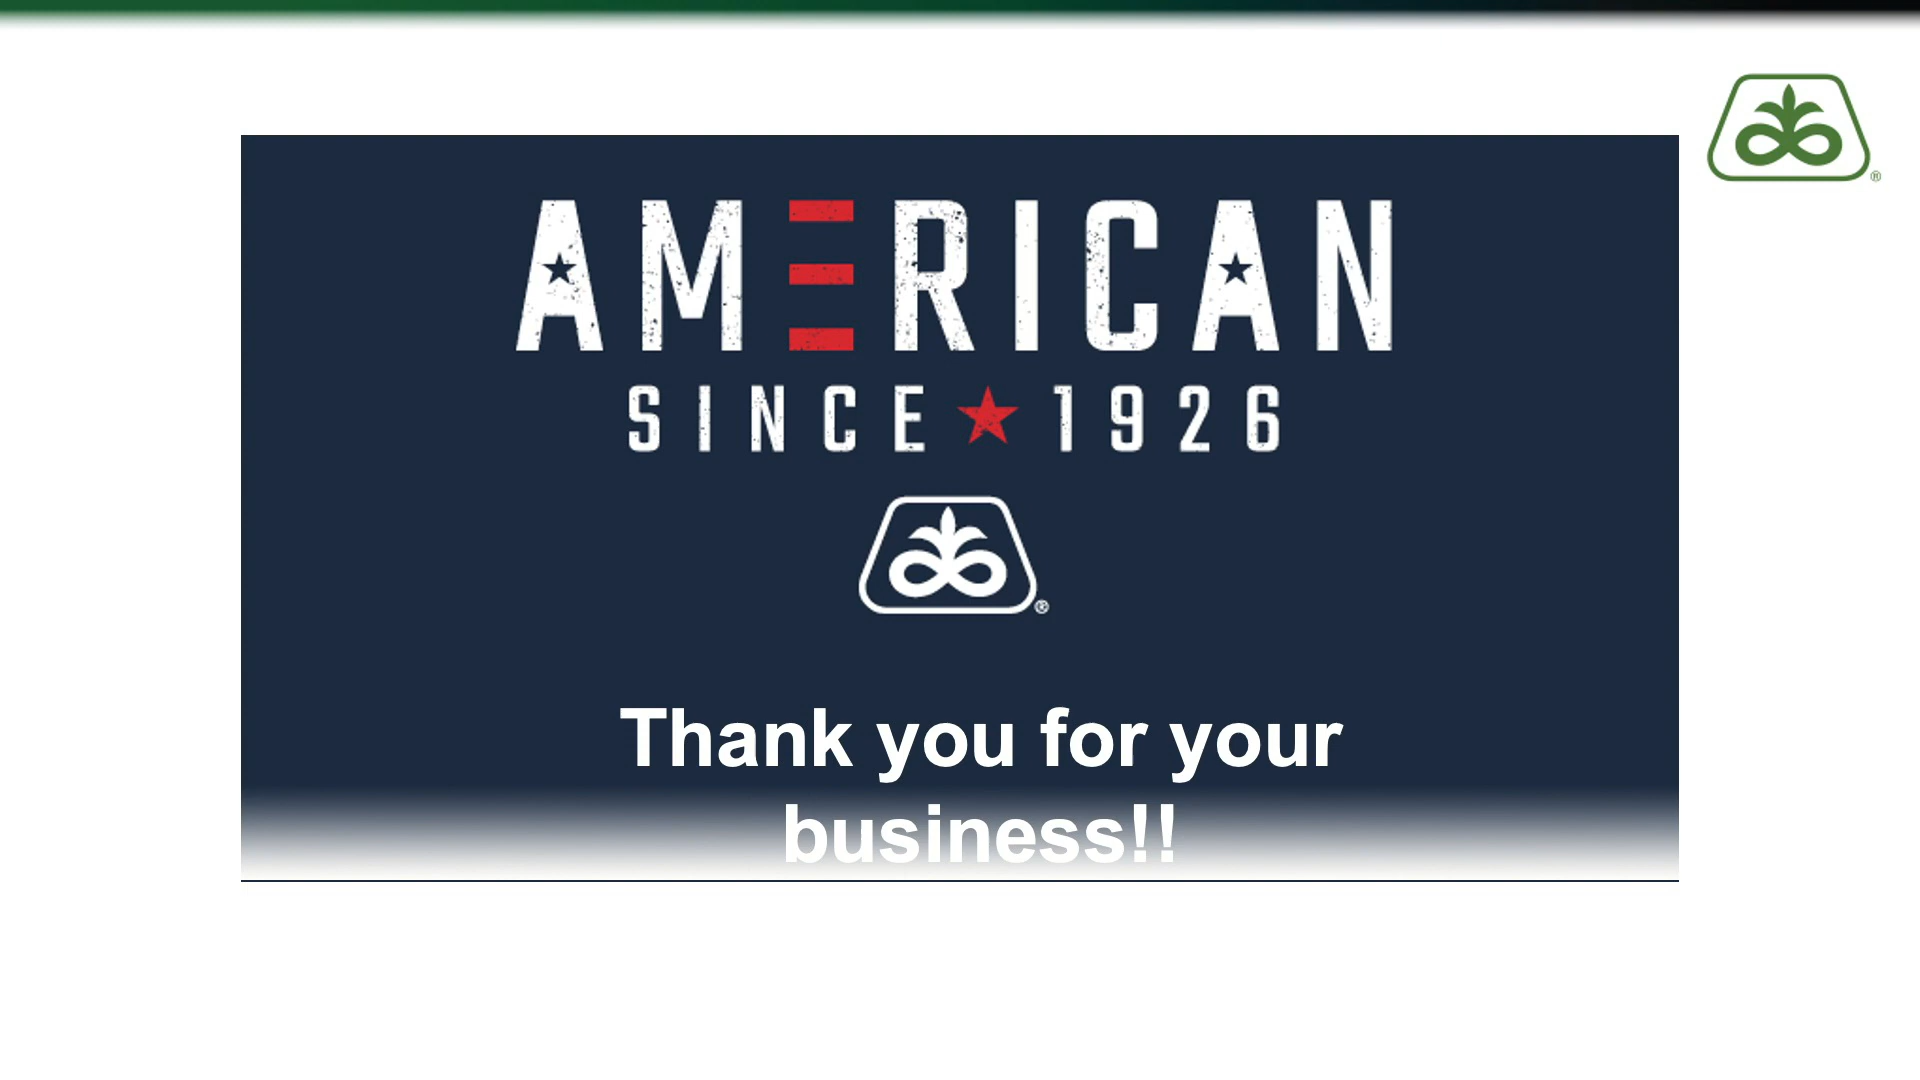 AMERICAN
SINCE★1926
®
®
Thank you for your
business!!